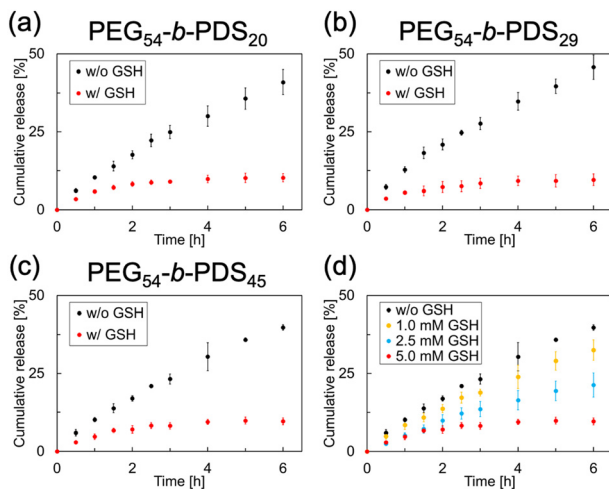 (a) PEG54-b-PDS20
Cumulative release [%]
50
25
0
w/o GSH
w/ GSH
0 2 4 6
Time [h]
(b) PEG54-b-PDS29
Cumulative release [%]
50
25
0
w/o GSH
w/ GSH
0 2 4 6
Time [h]
(c) PEG54-b-PDS45
Cumulative release [%]
50
25
0
w/o GSH
w/ GSH
0 2 4 6
Time [h]
(d)
Cumulative release [%]
50
25
0
w/o GSH
1.0 mM GSH
2.5 mM GSH
5.0 mM GSH
0 2 4 6
Time [h]